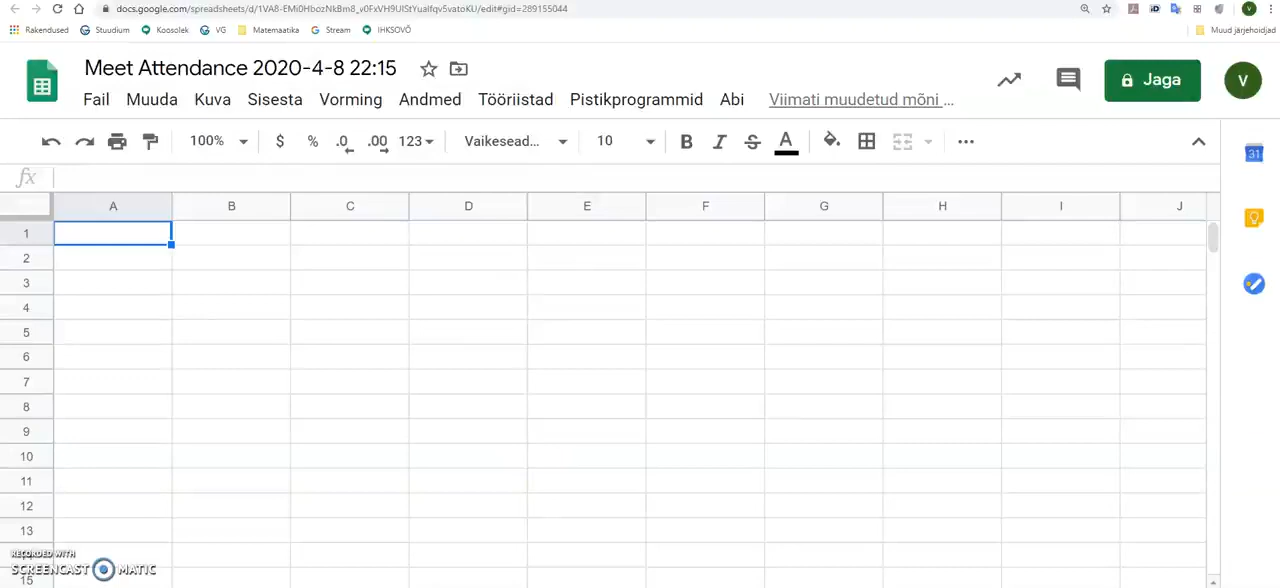 docs.google.com/spreadsheets/d/1VA8-EMi0HbozNkBm8_v0FxVH9UIStYuaIfqv5vatoKU/edit#gid=289155044
Rakendused Stuudium Koosolek VG Matemaatika Stream IHKSOVÕ Muud järjehoidjad
Meet Attendance 2020-4-8 22:15
Fail Muuda Kuva Sisesta Vorming Andmed Tööriistad Pistikprogrammid Abi Viimati muudetud mõni ...
Jaga
V
100% $ % .0 .00 123 Vaikesead... 10 B I S A
fx
31
A B C D E F G H I J
1
2
3
4
5
6
7
8
9
10
11
12
13
15
RECORDED WITH
SCREENCAST MATIC